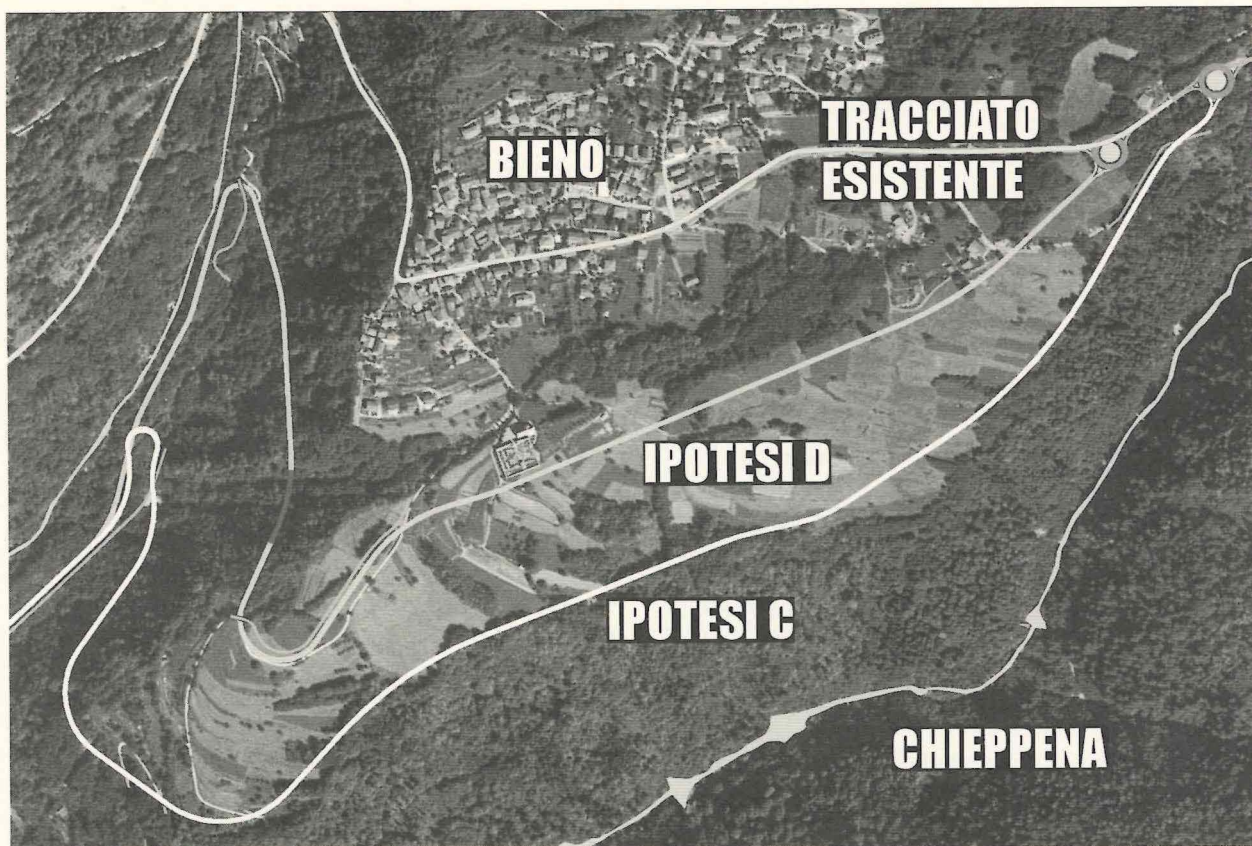 BIENO
TRACCIATO
ESISTENTE
IPOTESI D
IPOTESI C
CHIEPPENA